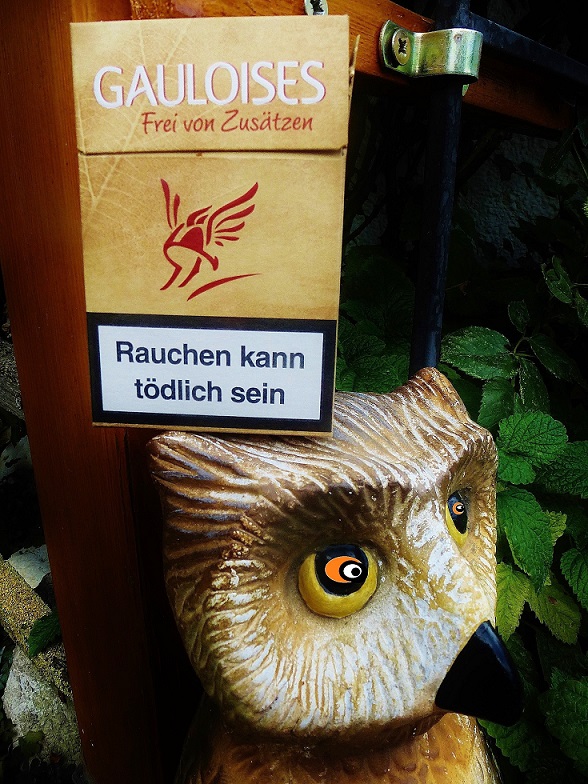 GAULOISES
Frei von Zusätzen
Rauchen kann
tödlich sein